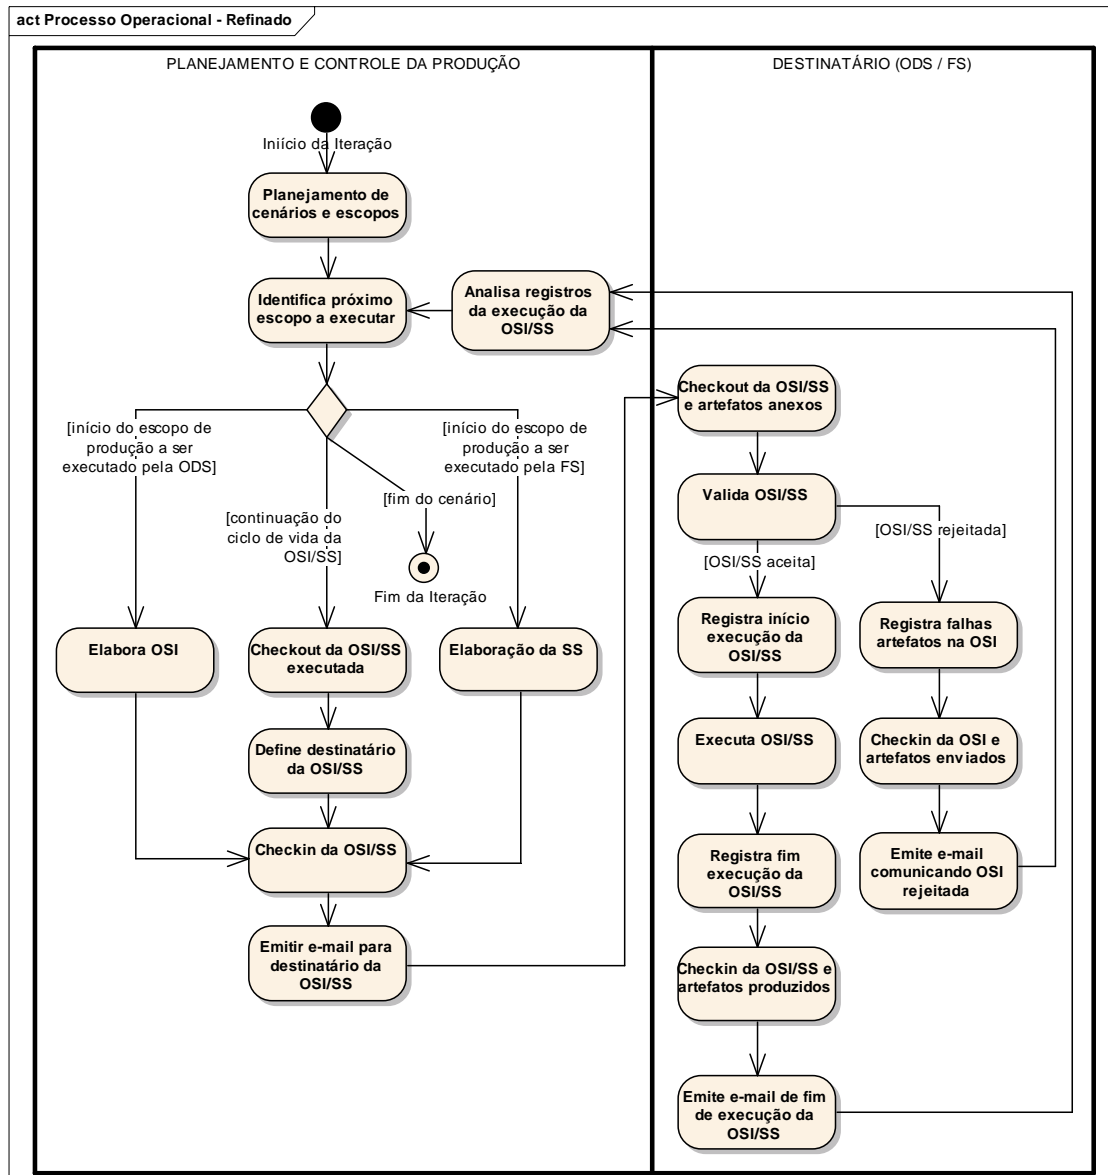 act Processo Operacional - Refinado
PLANEJAMENTO E CONTROLE DA PRODUÇÃO
Iniício da Iteração
Planejamento de
cenários e escopos
Identifica próximo
escopo a executar
Analisa registros
da execução da
OSI/SS
[início do escopo de
produção a ser
executado pela ODS]
[continuação do
ciclo de vida da
OSI/SS]
[fim do cenário]
[início do escopo de
produção a ser
executado pela FS]
Fim da Iteração
Elabora OSI
Checkout da OSI/SS
executada
Elaboração da SS
Define destinatário
da OSI/SS
Checkin da OSI/SS
Emitir e-mail para
destinatário da
OSI/SS
DESTINATÁRIO (ODS / FS)
Checkout da OSI/SS
e artefatos anexos
Valida OSI/SS
[OSI/SS aceita]
[OSI/SS rejeitada]
Registra início
execução da
OSI/SS
Executa OSI/SS
Registra fim
execução da
OSI/SS
Checkin da OSI/SS e
artefatos produzidos
Emite e-mail de fim
de execução da
OSI/SS
Registra falhas
artefatos na OSI
Checkin da OSI e
artefatos enviados
Emite e-mail
comunicando OSI
rejeitada